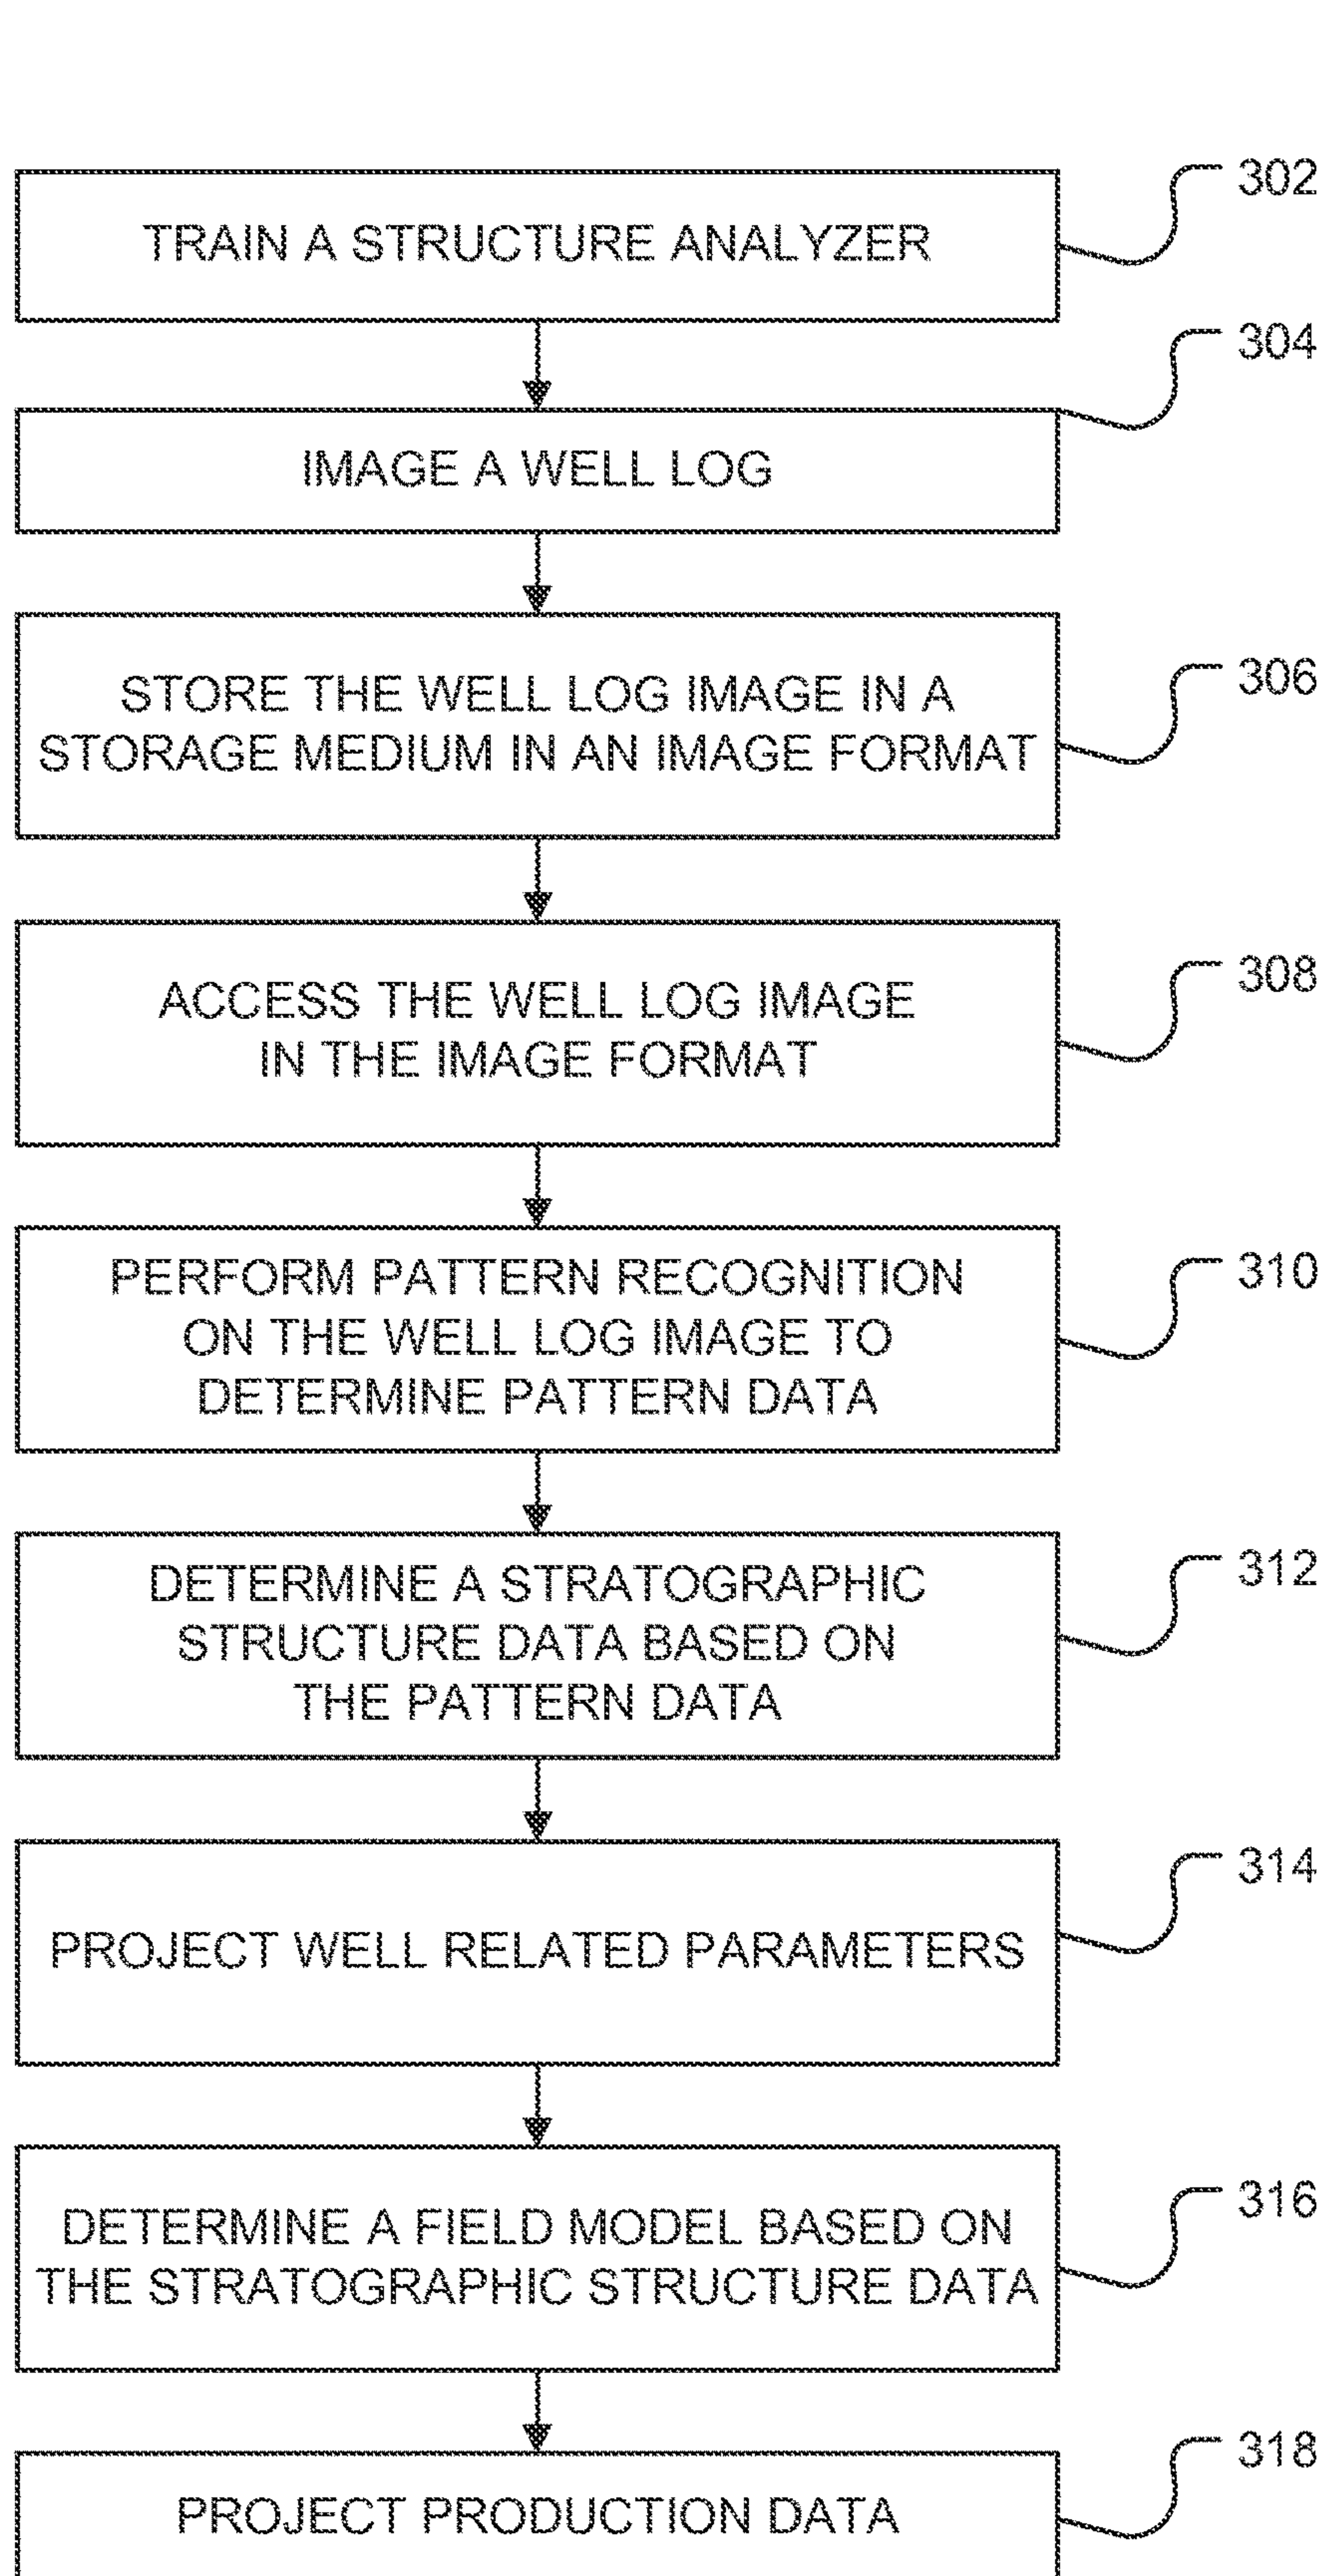 302
TRAIN A STRUCTURE ANALYZER
304
IMAGE A WELL LOG
306
STORE THE WELL LOG IMAGE IN A
STORAGE MEDIUM IN AN IMAGE FORMAT
308
ACCESS THE WELL LOG IMAGE
IN THE IMAGE FORMAT
310
PERFORM PATTERN RECOGNITION
ON THE WELL LOG IMAGE TO
DETERMINE PATTERN DATA
312
DETERMINE A STRATOGRAPHIC
STRUCTURE DATA BASED ON
THE PATTERN DATA
314
PROJECT WELL RELATED PARAMETERS
316
DETERMINE A FIELD MODEL BASED ON
THE STRATOGRAPHIC STRUCTURE DATA
318
PROJECT PRODUCTION DATA